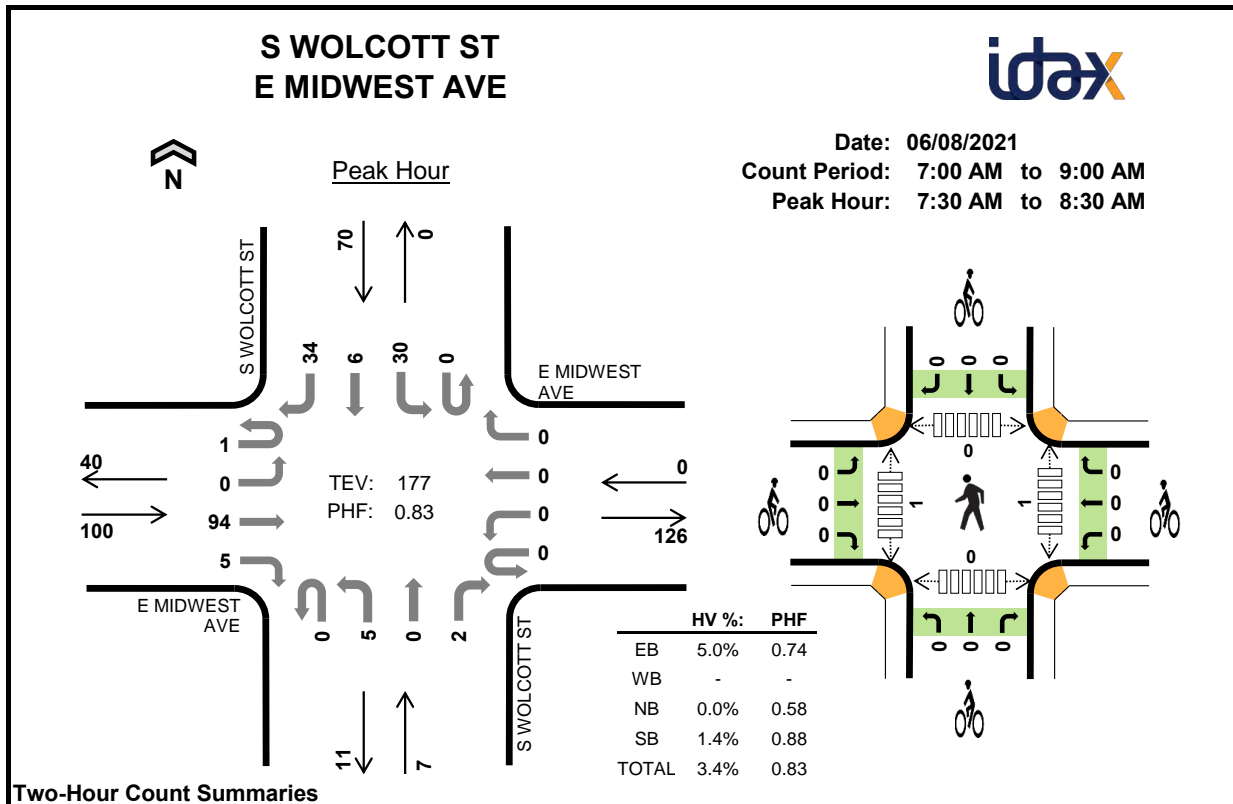 S WOLCOTT ST
E MIDWEST AVE
idax
Date: 06/08/2021
Count Period: 7:00 AM to 9:00 AM
Peak Hour: 7:30 AM to 8:30 AM
N
Peak Hour
70
0
S WOLCOTT ST
34
6
30
0
E MIDWEST
AVE
1
0
94
5
40
100
TEV: 177
PHF: 0.83
0
0
0
0
0
126
E MIDWEST
AVE
0
5
0
2
S WOLCOTT ST
11
7
HV %: PHF
EB 5.0% 0.74
WB - -
NB 0.0% 0.58
SB 1.4% 0.88
TOTAL 3.4% 0.83
0 0 0
0
0
0
0
1
1
0
0
0
0
0 0 0
Two-Hour Count Summaries